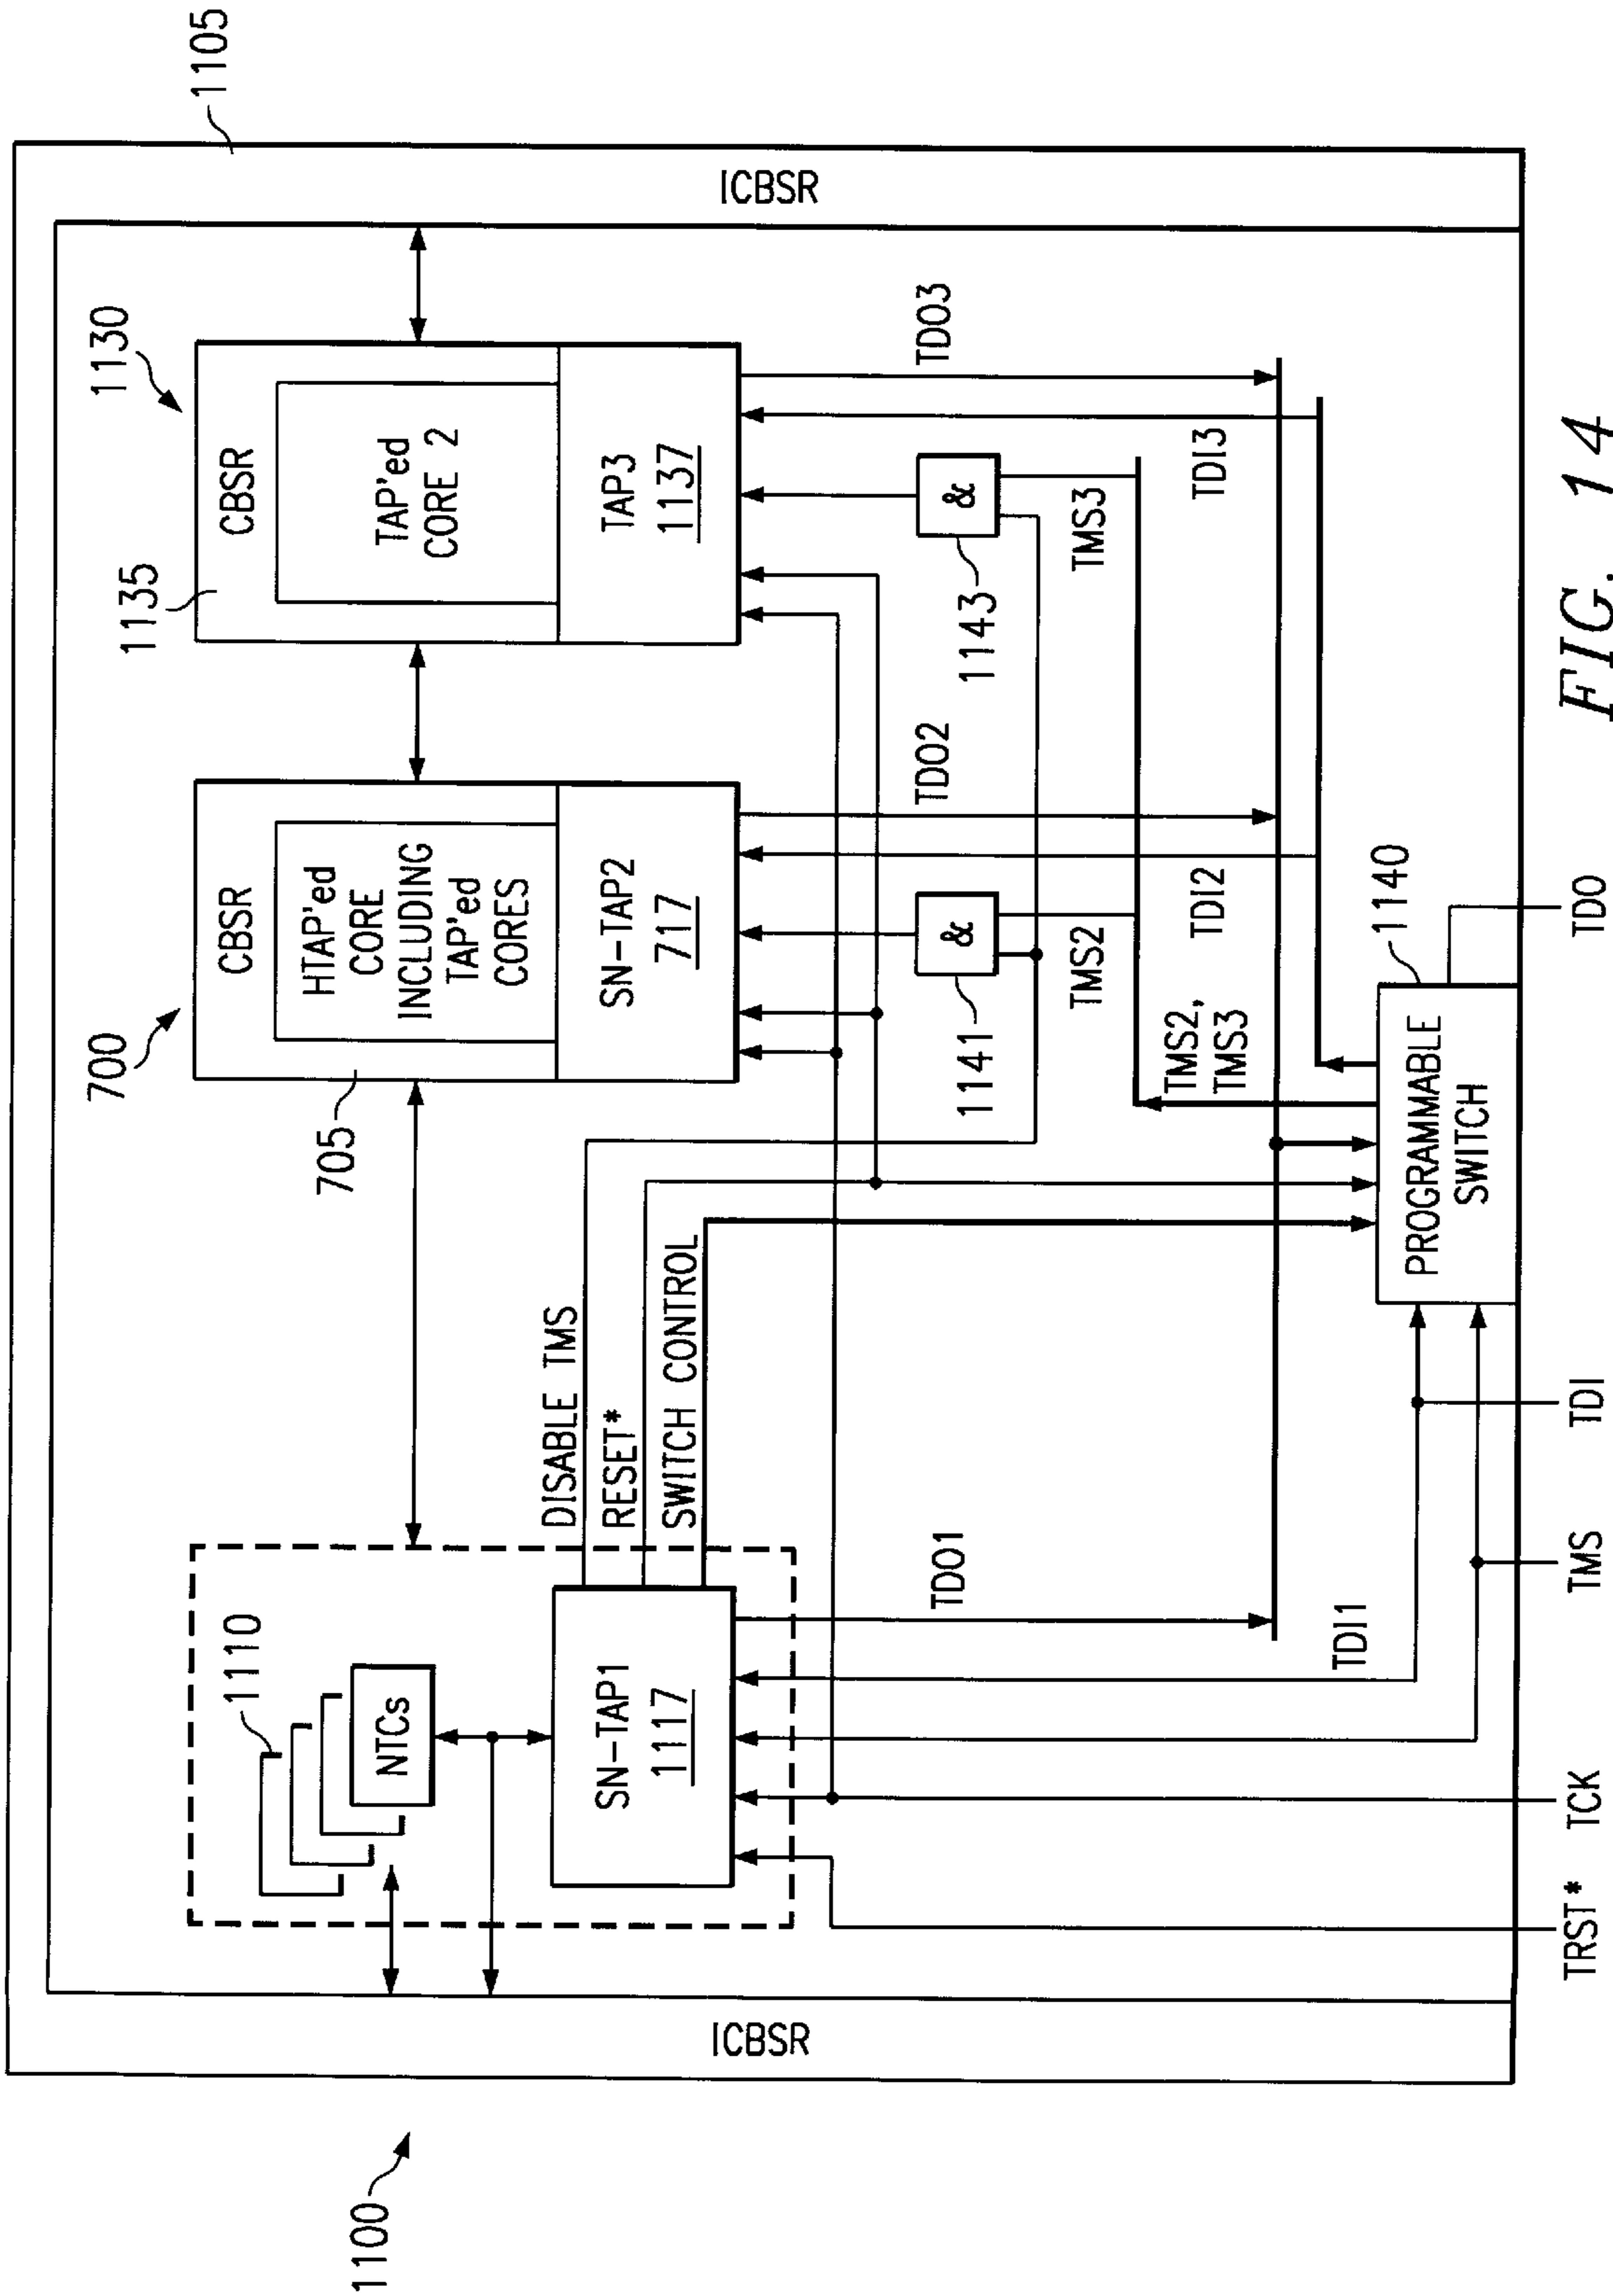 1100
ICBSR
1110
NTCs
SN-TAP1
1117
DISABLE TMS
RESET*
SWITCH CONTROL
TDO1
TDI1
700
705
CBSR
HTAP'ed
CORE
INCLUDING
TAP'ed
CORES
SN-TAP2
717
TDO2
&
1141
TMS2
TDI2
TMS2,
TMS3
1130
1135
CBSR
TAP'ed
CORE 2
TAP3
1137
TDO3
&
1143
TMS3
TDI3
ICBSR
1105
PROGRAMMABLE
SWITCH
1140
TRST*
TCK
TMS
TDI
TDO
FIG. 14